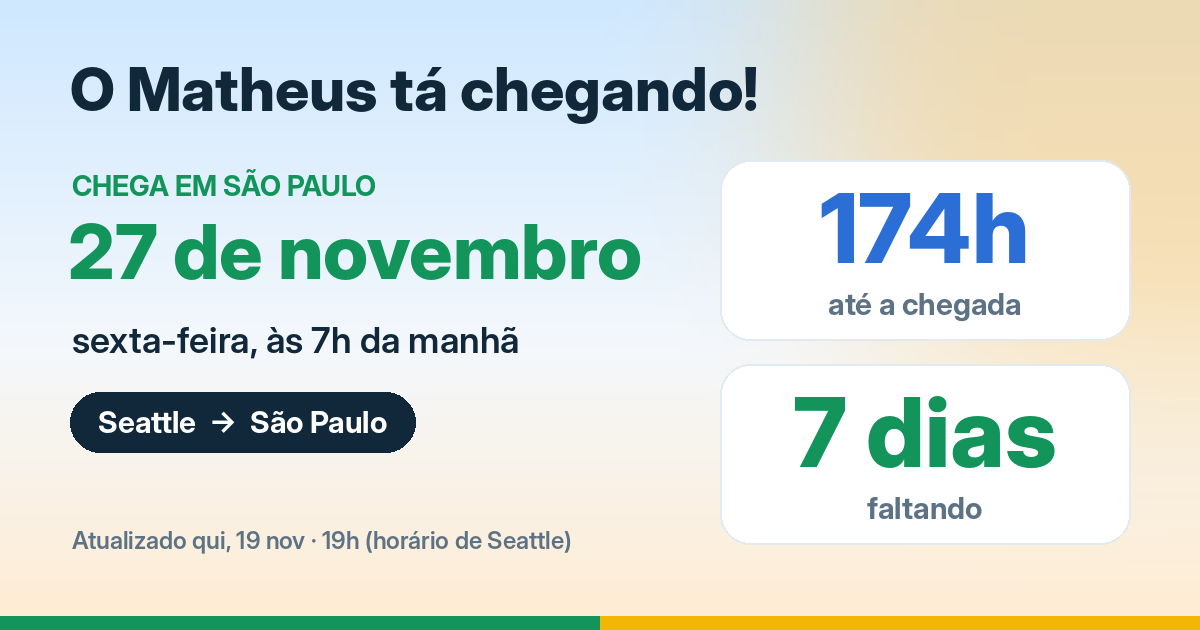 O Matheus tá chegando!
CHEGA EM SÃO PAULO
27 de novembro
sexta-feira, às 7h da manhã
Seattle → São Paulo
Atualizado qui, 19 nov · 19h (horário de Seattle)
174h
até a chegada
7 dias
faltando